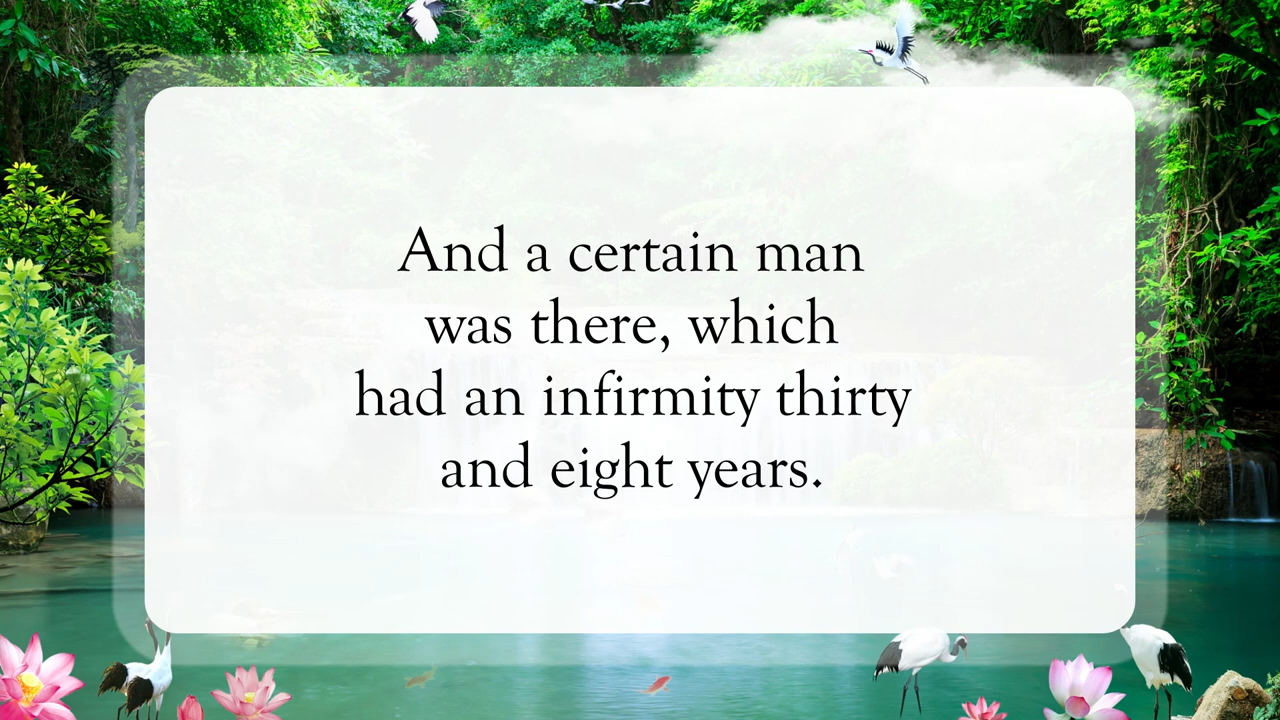 And a certain man
was there, which
had an infirmity thirty
and eight years.